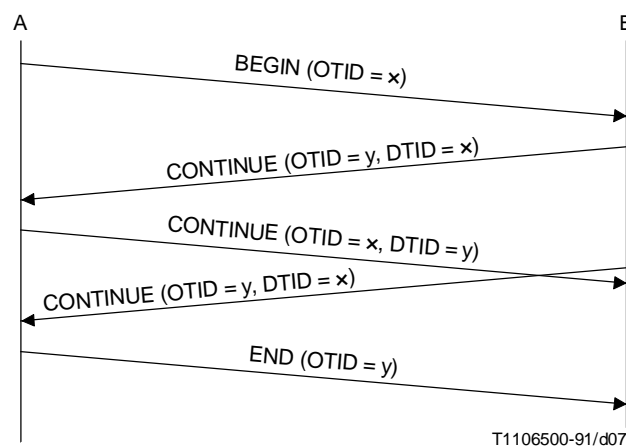 A
B
BEGIN (OTID = x)
CONTINUE (OTID = y, DTID = x)
CONTINUE (OTID = x, DTID = y)
CONTINUE (OTID = y, DTID = x)
END (OTID = y)
T1106500-91/d07